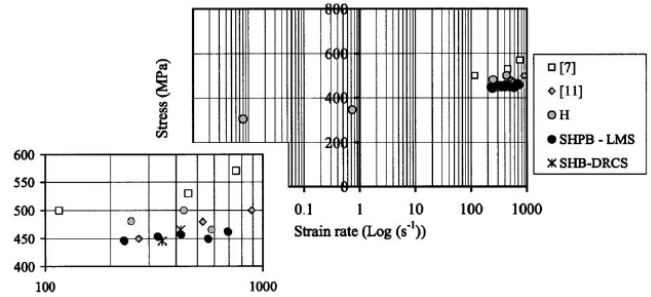 800
600
400
200
0
Stress (MPa)
0.1 1 10 100 1000
Strain rate (Log (s⁻¹))
[7]
[11]
H
SHPB - LMS
SHB-DRCS
600
550
500
450
400
100 1000